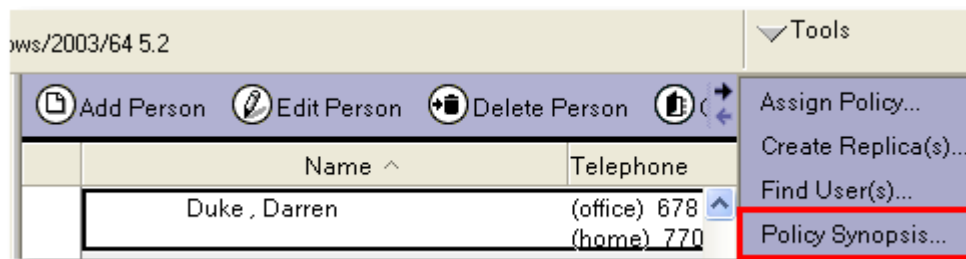 ows/2003/64 5.2
Tools
Add Person Edit Person Delete Person
Assign Policy...
Create Replica(s)...
Name Telephone
Find User(s)...
Duke , Darren (office) 678
(home) 770
Policy Synopsis...